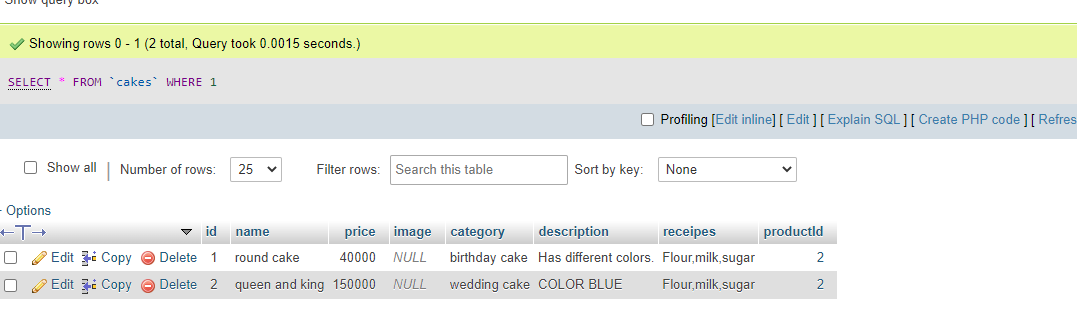 Show query box
Showing rows 0 - 1 (2 total, Query took 0.0015 seconds.)
SELECT * FROM `cakes` WHERE 1
Profiling [Edit inline] [ Edit ] [ Explain SQL ] [ Create PHP code ] [ Refres
Show all | Number of rows: 25 Filter rows: Search this table Sort by key: None
Options
←T→ id name price image category description receipes productId
Edit Copy Delete 1 round cake 40000 NULL birthday cake Has different colors. Flour,milk,sugar 2
Edit Copy Delete 2 queen and king 150000 NULL wedding cake COLOR BLUE Flour,milk,sugar 2